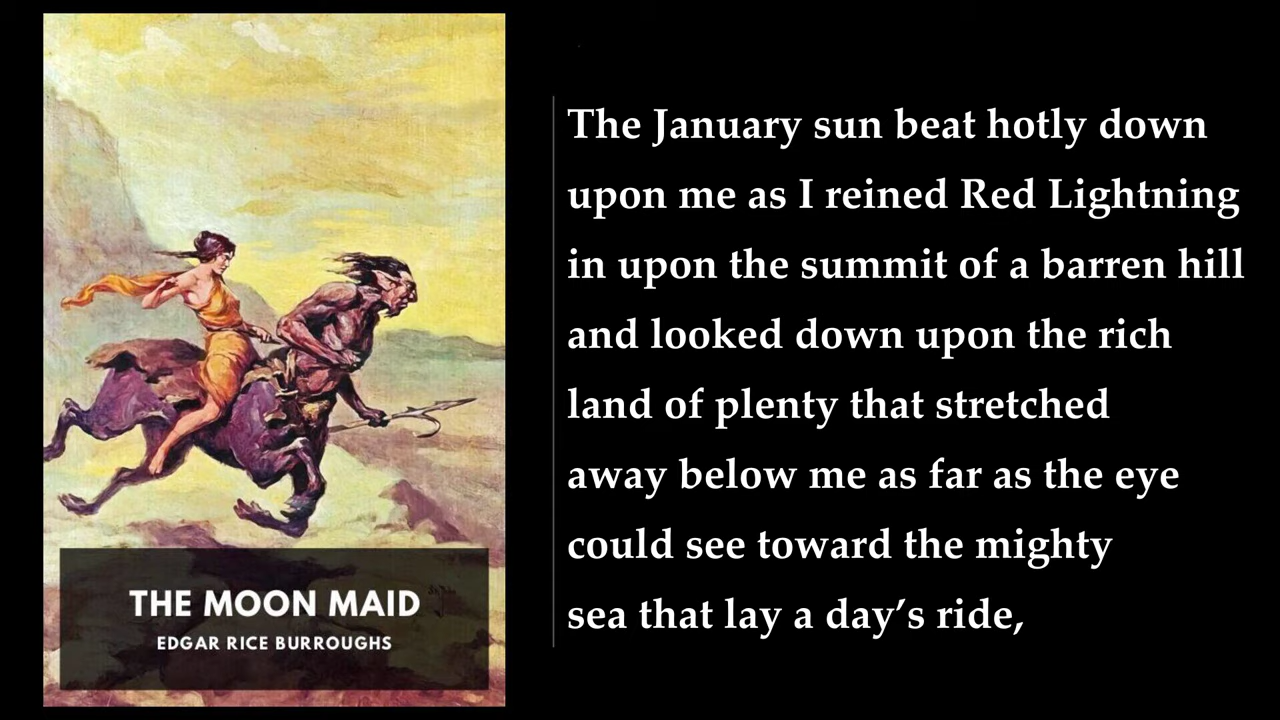 THE MOON MAID
EDGAR RICE BURROUGHS
The January sun beat hotly down
upon me as I reined Red Lightning
in upon the summit of a barren hill
and looked down upon the rich
land of plenty that stretched
away below me as far as the eye
could see toward the mighty
sea that lay a day’s ride,